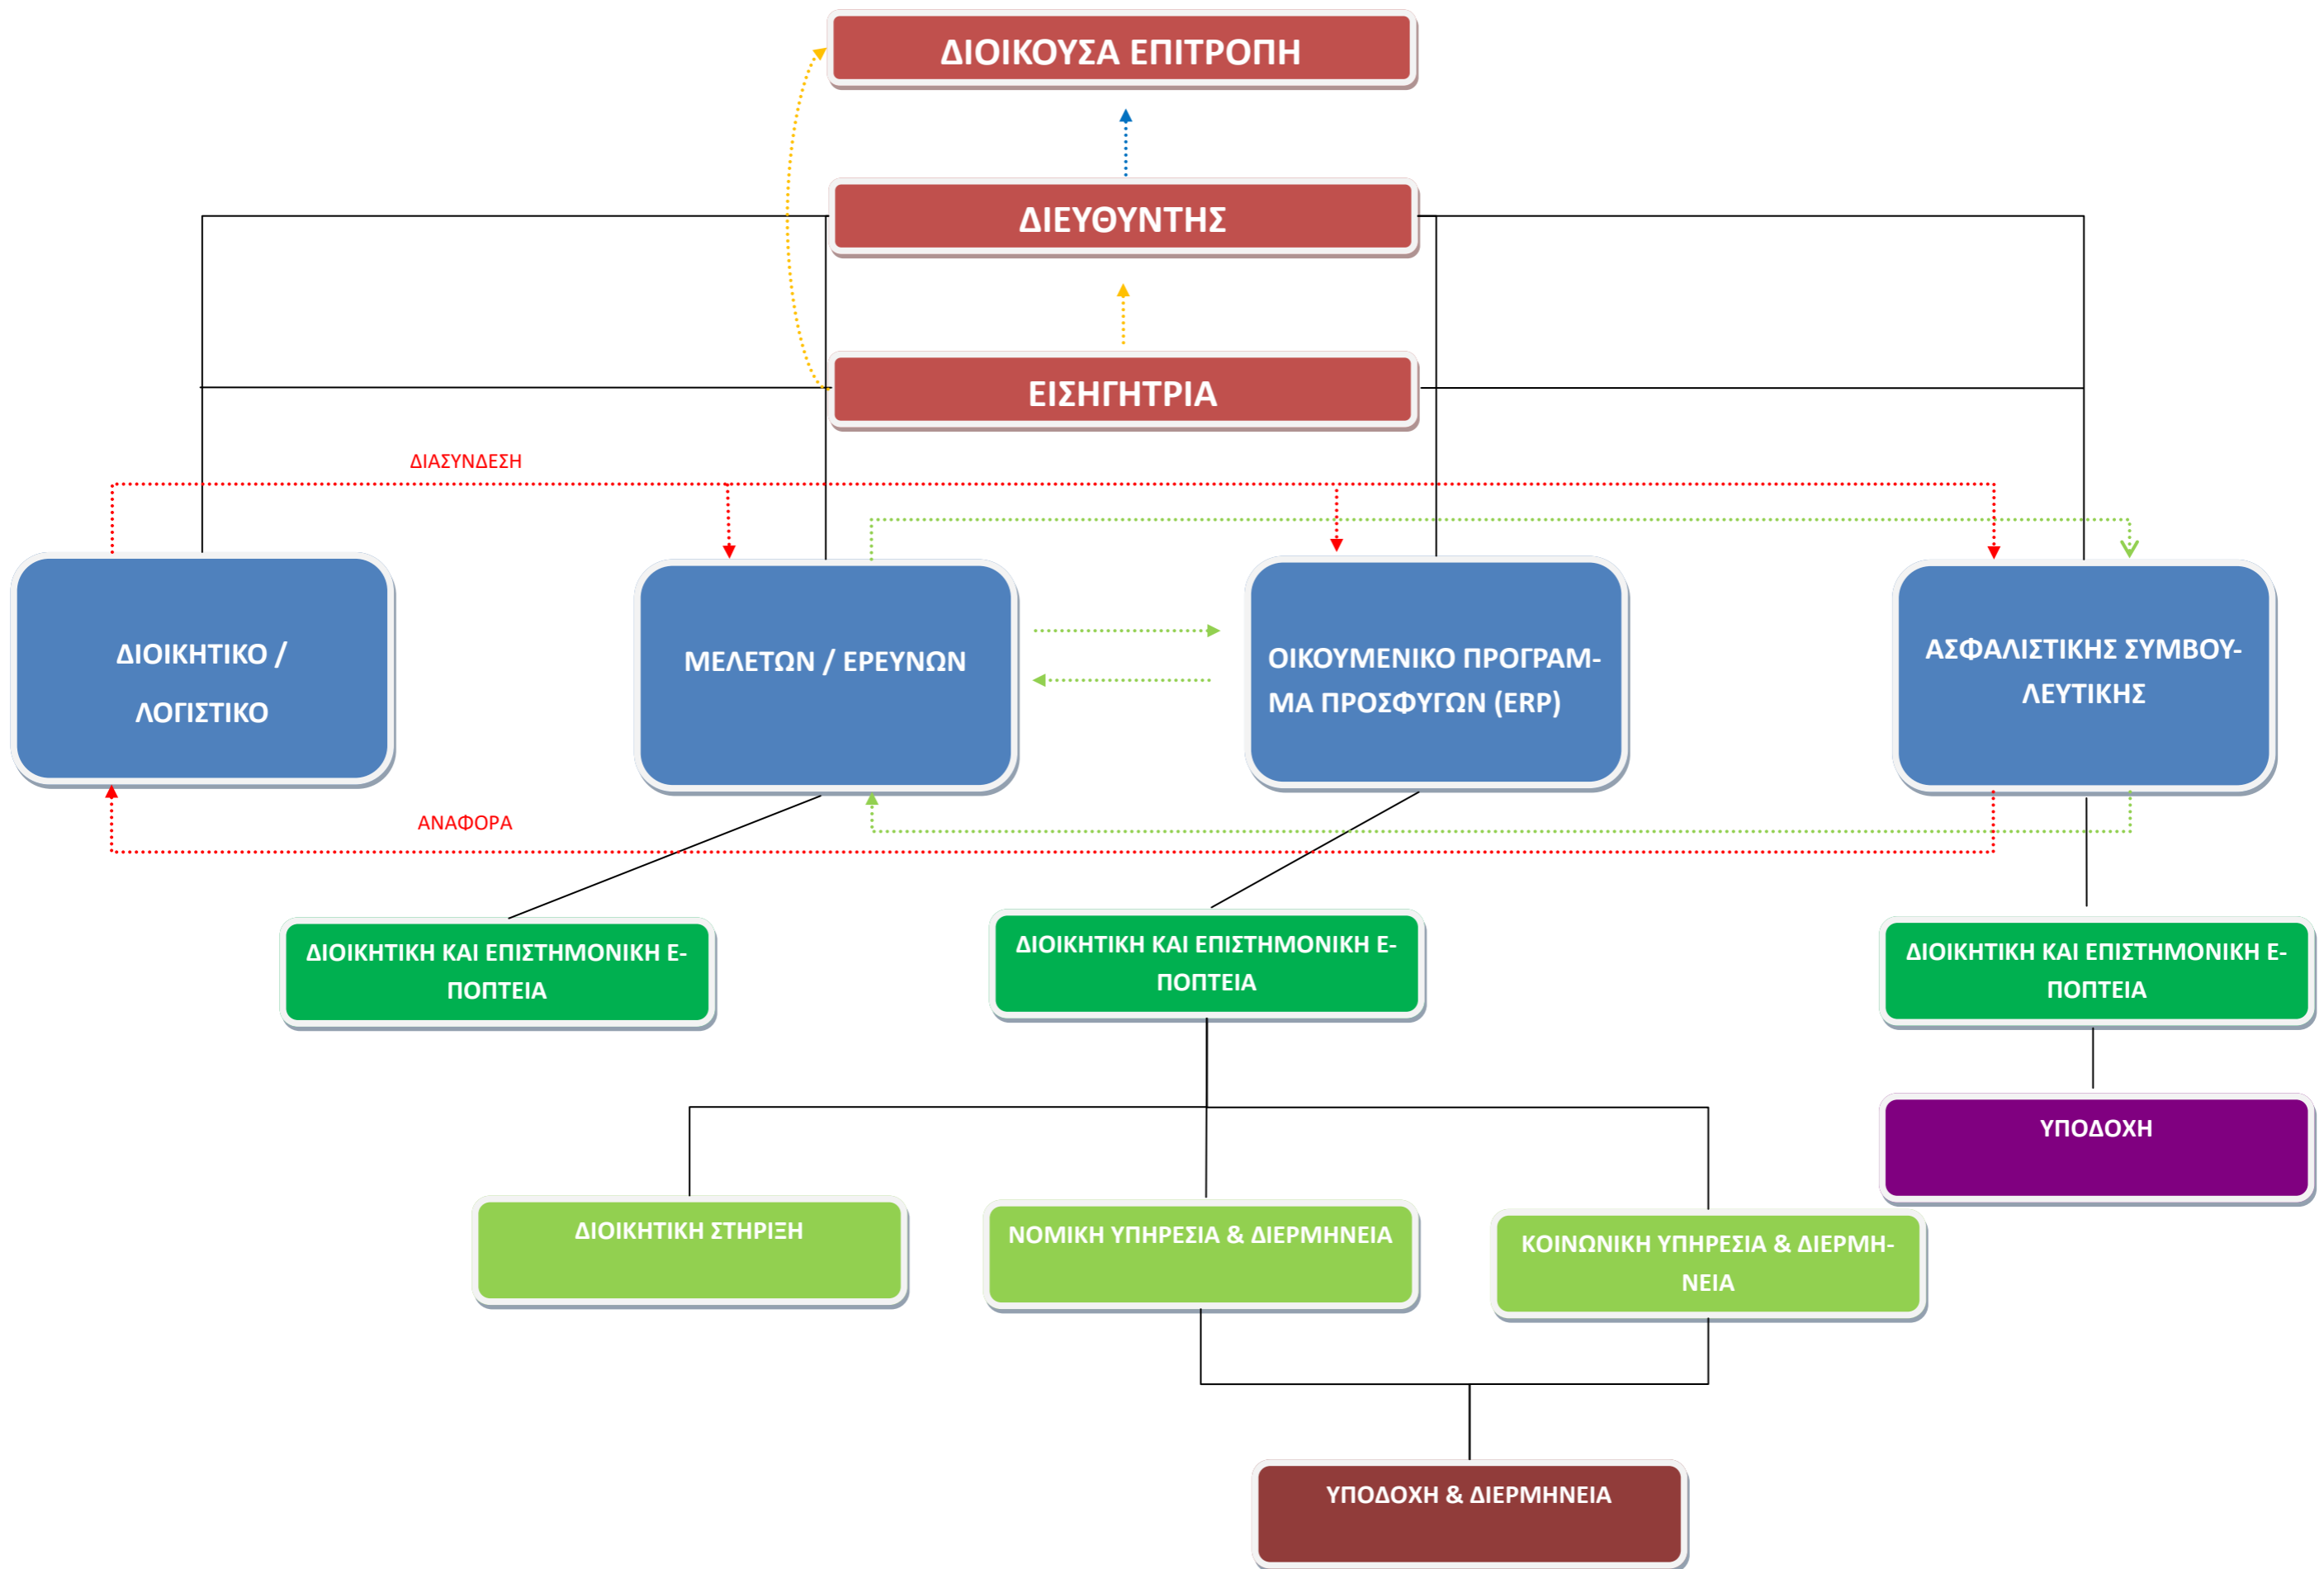 ΔΙΟΙΚΟΥΣΑ ΕΠΙΤΡΟΠΗ
ΔΙΕΥΘΥΝΤΗΣ
ΕΙΣΗΓΗΤΡΙΑ
ΔΙΑΣΥΝΔΕΣΗ
ΔΙΟΙΚΗΤΙΚΟ /
ΛΟΓΙΣΤΙΚΟ
ΜΕΛΕΤΩΝ / ΕΡΕΥΝΩΝ
ΟΙΚΟΥΜΕΝΙΚΟ ΠΡΟΓΡΑΜ-
ΜΑ ΠΡΟΣΦΥΓΩΝ (ERP)
ΑΣΦΑΛΙΣΤΙΚΗΣ ΣΥΜΒΟΥ-
ΛΕΥΤΙΚΗΣ
ΑΝΑΦΟΡΑ
ΔΙΟΙΚΗΤΙΚΗ ΚΑΙ ΕΠΙΣΤΗΜΟΝΙΚΗ Ε-
ΠΟΠΤΕΙΑ
ΔΙΟΙΚΗΤΙΚΗ ΚΑΙ ΕΠΙΣΤΗΜΟΝΙΚΗ Ε-
ΠΟΠΤΕΙΑ
ΔΙΟΙΚΗΤΙΚΗ ΚΑΙ ΕΠΙΣΤΗΜΟΝΙΚΗ Ε-
ΠΟΠΤΕΙΑ
ΥΠΟΔΟΧΗ
ΔΙΟΙΚΗΤΙΚΗ ΣΤΗΡΙΞΗ
ΝΟΜΙΚΗ ΥΠΗΡΕΣΙΑ & ΔΙΕΡΜΗΝΕΙΑ
ΚΟΙΝΩΝΙΚΗ ΥΠΗΡΕΣΙΑ & ΔΙΕΡΜΗ-
ΝΕΙΑ
ΥΠΟΔΟΧΗ & ΔΙΕΡΜΗΝΕΙΑ